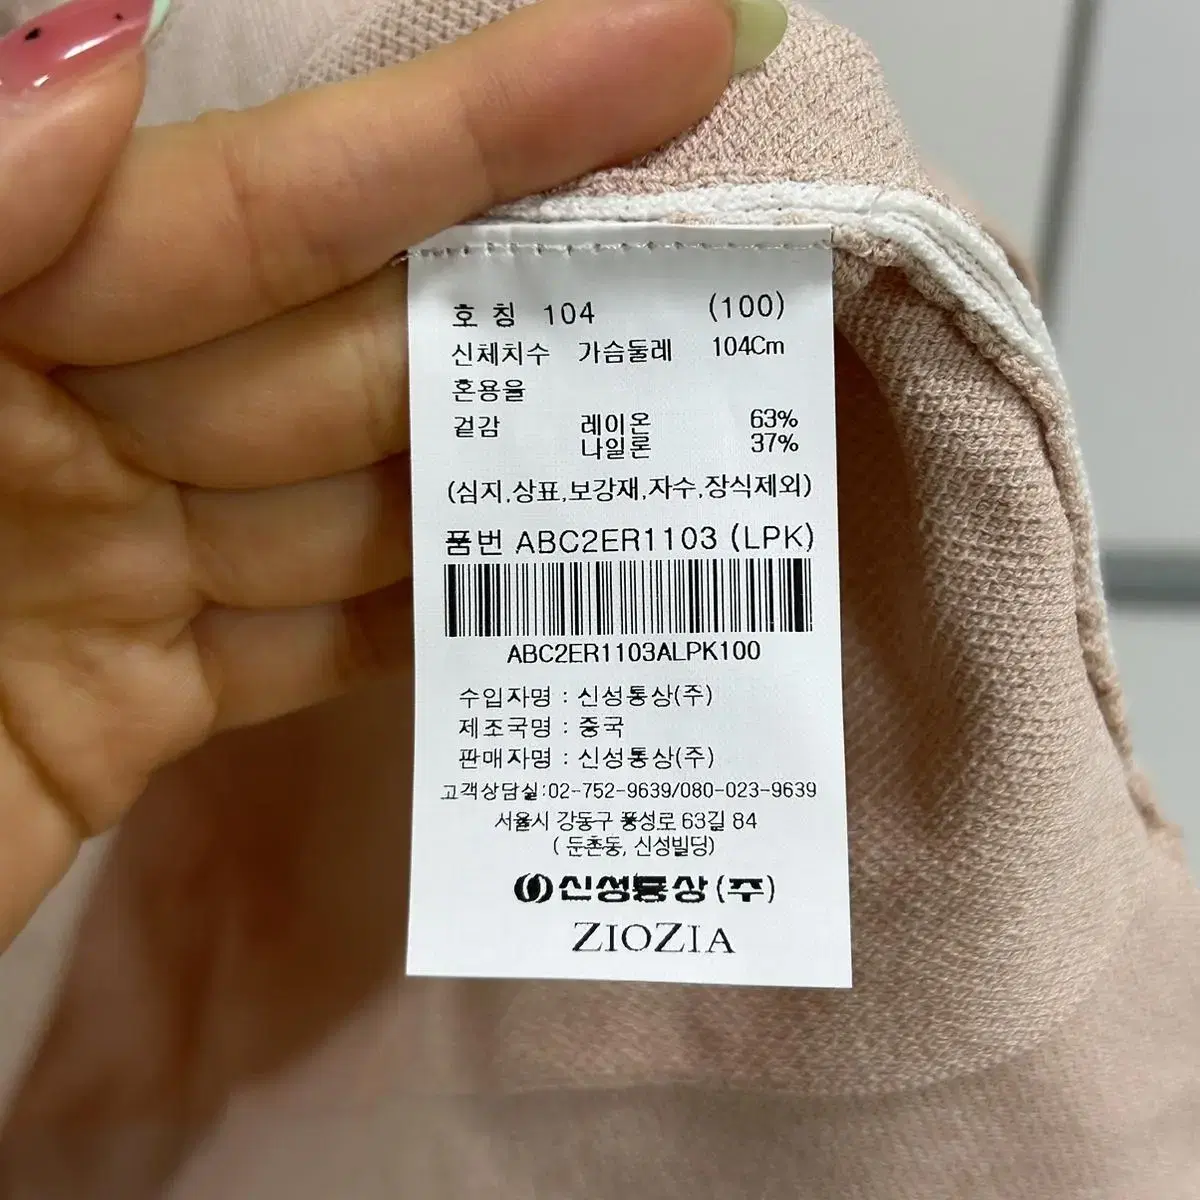 호 칭 104 (100)
신체치수 가슴둘레 104Cm
혼용율
겉감 레이온 63%
나일론 37%
(심지,상표,보강재,자수,장식제외)
품번 ABC2ER1103 (LPK)
ABC2ER1103ALPK100
수입자명 : 신성통상(주)
제조국명 : 중국
판매자명 : 신성통상(주)
고객상담실:02-752-9639/080-023-9639
서울시 강동구 풍성로 63길 84
( 둔촌동, 신성빌딩)
신성통상(주)
ZIOZIA